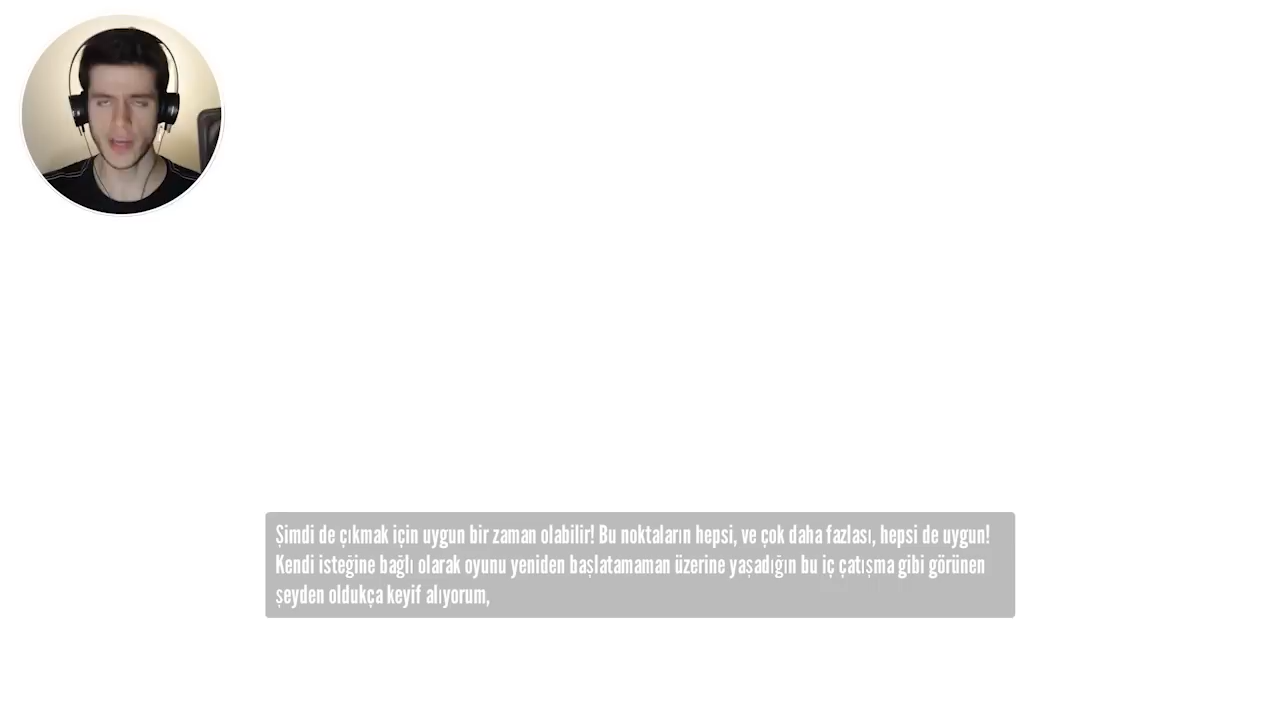 Şimdi de çıkmak için uygun bir zaman olabilir! Bu noktaların hepsi, ve çok daha fazlası, hepsi de uygun!
Kendi isteğine bağlı olarak oyunu yeniden başlatamaman üzerine yaşadığın bu iç çatışma gibi görünen
şeyden oldukça keyif alıyorum,